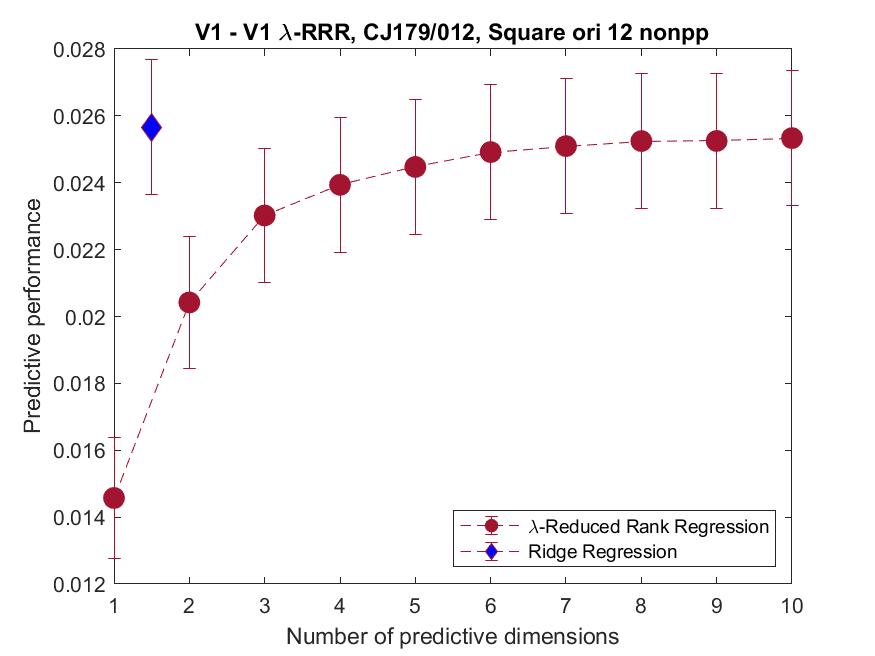 V1 - V1 λ-RRR, CJ179/012, Square ori 12 nonpp
0.028
0.026
0.024
0.022
0.02
0.018
0.016
0.014
0.012
Predictive performance
λ-Reduced Rank Regression
Ridge Regression
1 2 3 4 5 6 7 8 9 10
Number of predictive dimensions